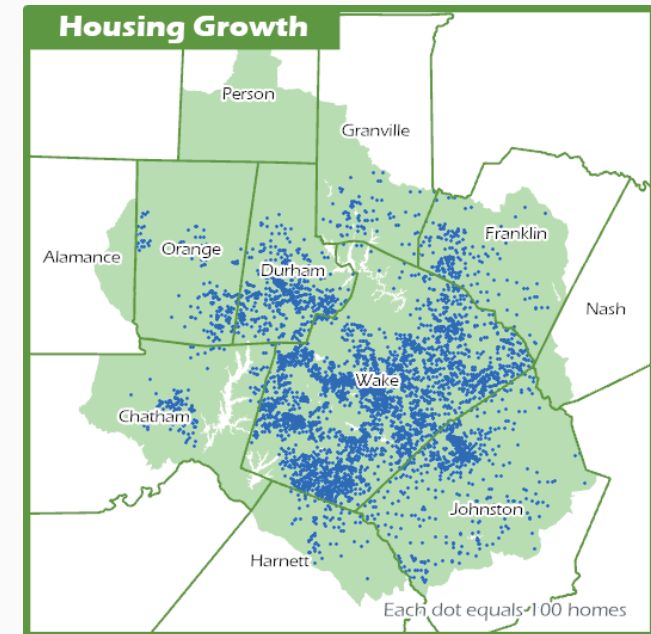 Housing Growth
Person
Granville
Franklin
Orange
Alamance
Durham
Nash
Wake
Chatham
Johnston
Harnett
Each dot equals 100 homes